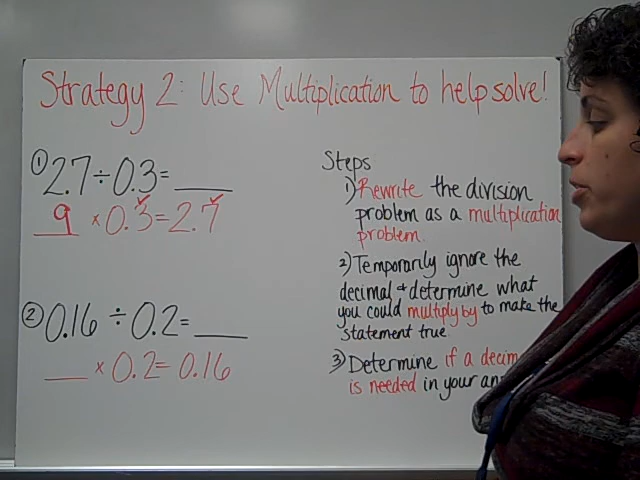 Strategy 2: Use Multiplication to help solve!
① 2.7 ÷ 0.3 = ____
9 × 0.3 = 2.7
② 0.16 ÷ 0.2 = ____
____ × 0.2 = 0.16
Steps
1) Rewrite the division
problem as a multiplication
problem.
2) Temporarily ignore the
decimal + determine what
you could multiply by to make the
statement true.
3) Determine if a decim
is needed in your an